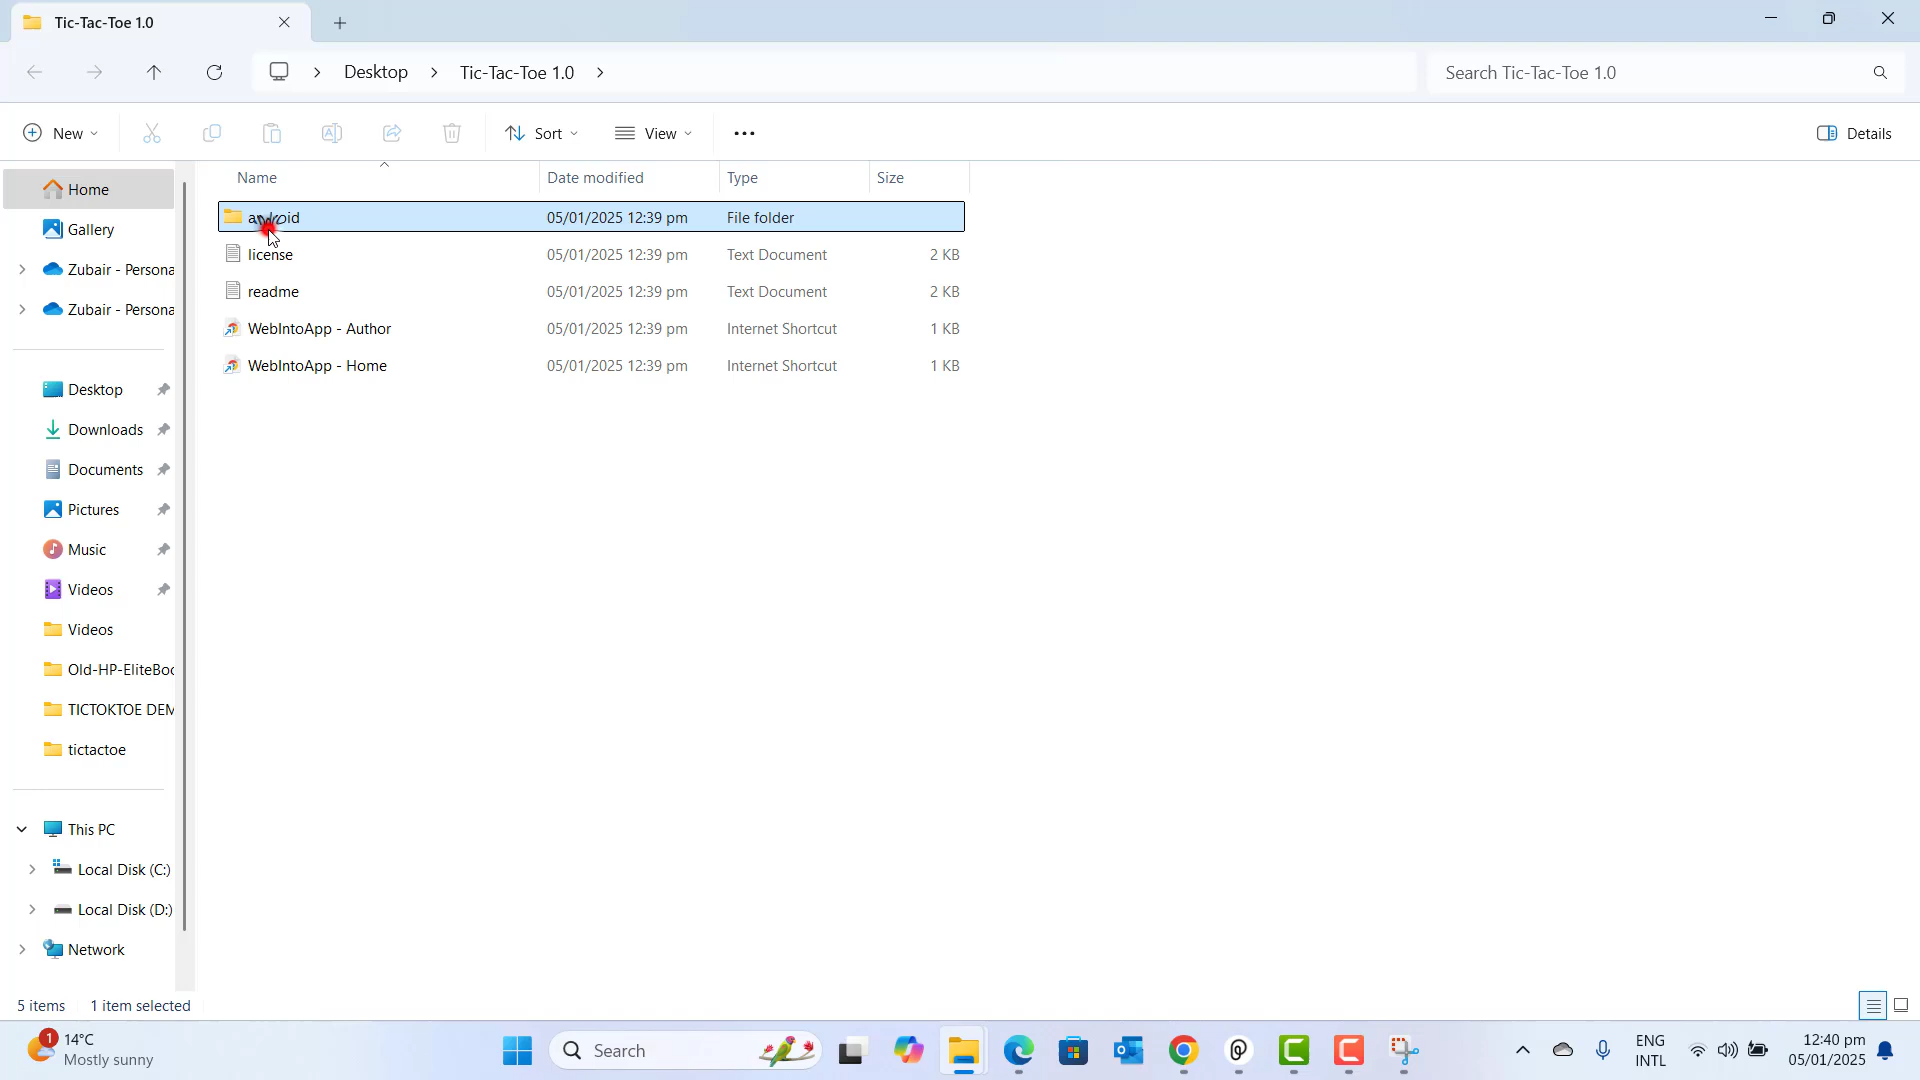 Tic-Tac-Toe 1.0
Desktop
Tic-Tac-Toe 1.0
Search Tic-Tac-Toe 1.0
New
Sort
View
Details
Name
Date modified
Type
Size
android
05/01/2025 12:39 pm
File folder
license
05/01/2025 12:39 pm
Text Document
2 KB
readme
05/01/2025 12:39 pm
Text Document
2 KB
WebIntoApp - Author
05/01/2025 12:39 pm
Internet Shortcut
1 KB
WebIntoApp - Home
05/01/2025 12:39 pm
Internet Shortcut
1 KB
Home
Gallery
Zubair - Persona
Zubair - Persona
Desktop
Downloads
Documents
Pictures
Music
Videos
Videos
Old-HP-EliteBoo
TICTOKTOE DEM
tictactoe
This PC
Local Disk (C:)
Local Disk (D:)
Network
5 items
1 item selected
1
14°C
Mostly sunny
Search
ENG
INTL
12:40 pm
05/01/2025